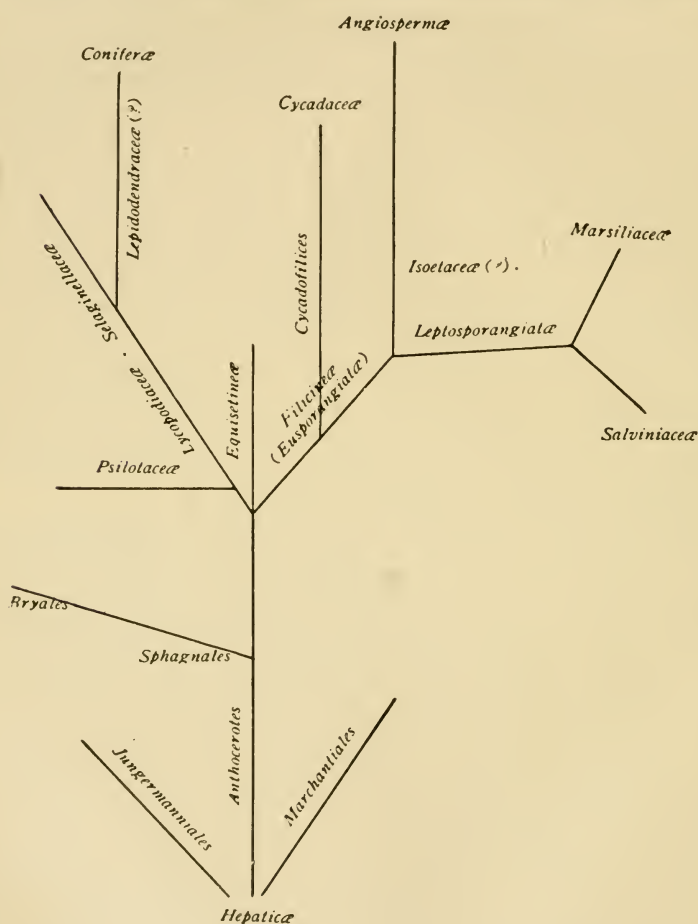 Angiospermæ
Coniferæ
Cycadaceæ
Lepidodendraceæ (?)
Marsiliaceæ
Isoetaceæ (?).
Cycadofilices
Selaginellaceæ
Leptosporangiatæ
Lycopodiaceæ
Equisetineæ
Filicineæ
(Eusporangiatæ)
Salviniaceæ
Psilotaceæ
Bryales
Sphagnales
Anthocerotes
Jungermanniales
Marchantiales
Hepaticæ